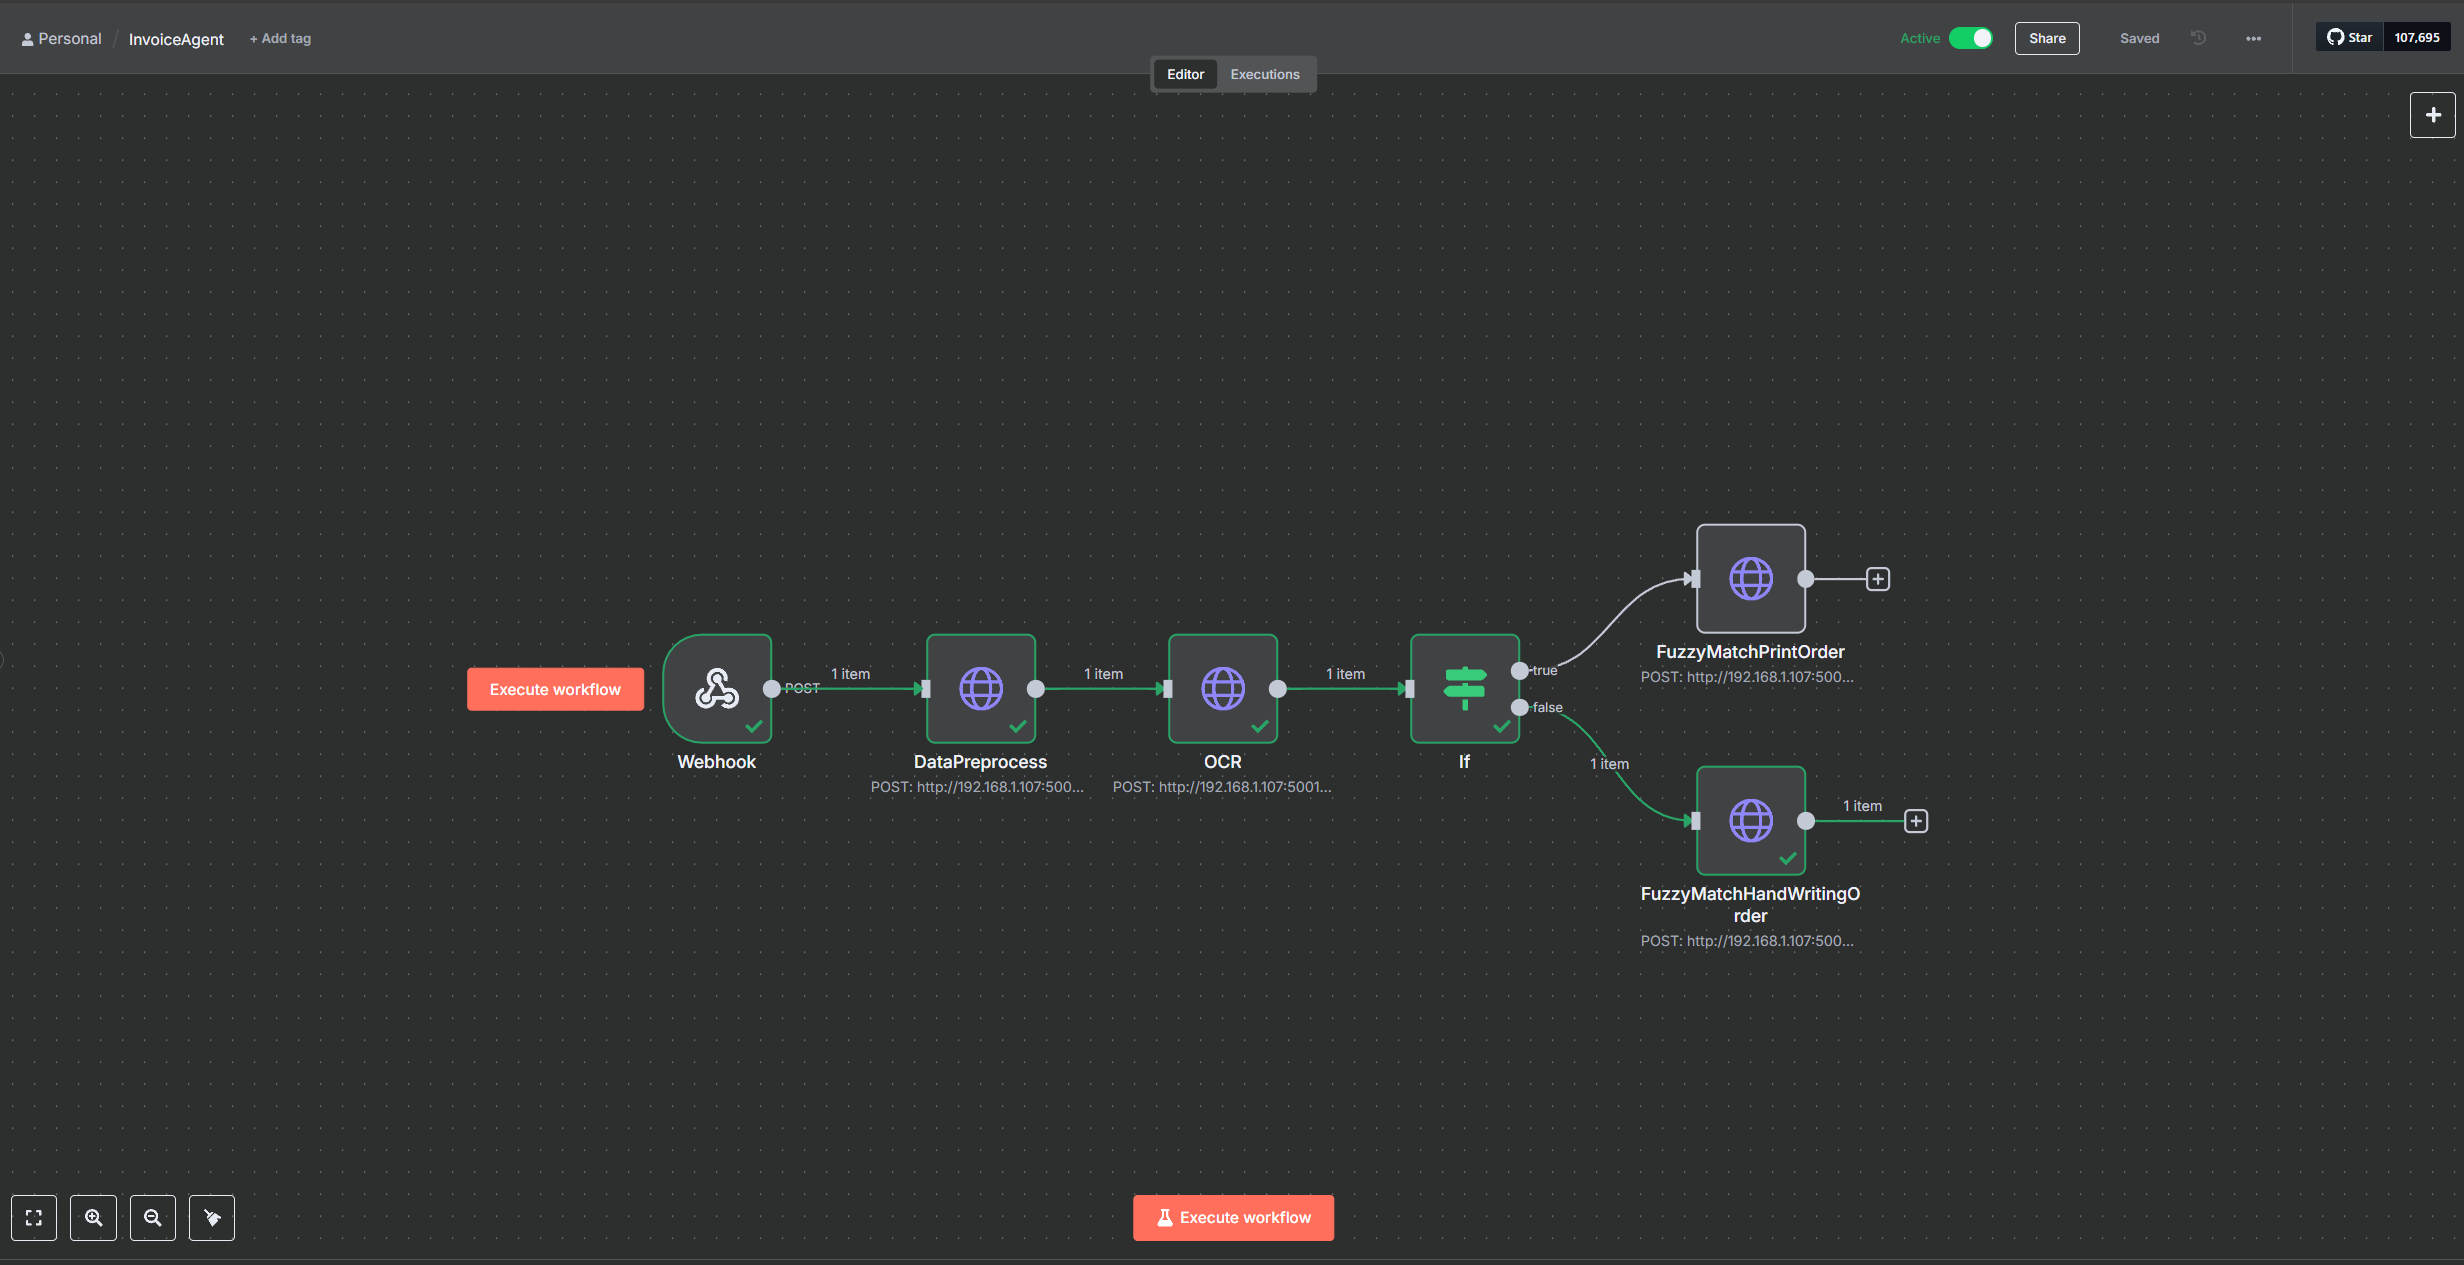 Personal / InvoiceAgent + Add tag
Active Share Saved ... Star 107,695
Editor Executions
Execute workflow
POST
1 item
1 item
1 item
true
false
1 item
1 item
Webhook
DataPreprocess
POST: http://192.168.1.107:500...
OCR
POST: http://192.168.1.107:5001...
If
FuzzyMatchPrintOrder
POST: http://192.168.1.107:500...
FuzzyMatchHandWritingO
rder
POST: http://192.168.1.107:500...
Execute workflow